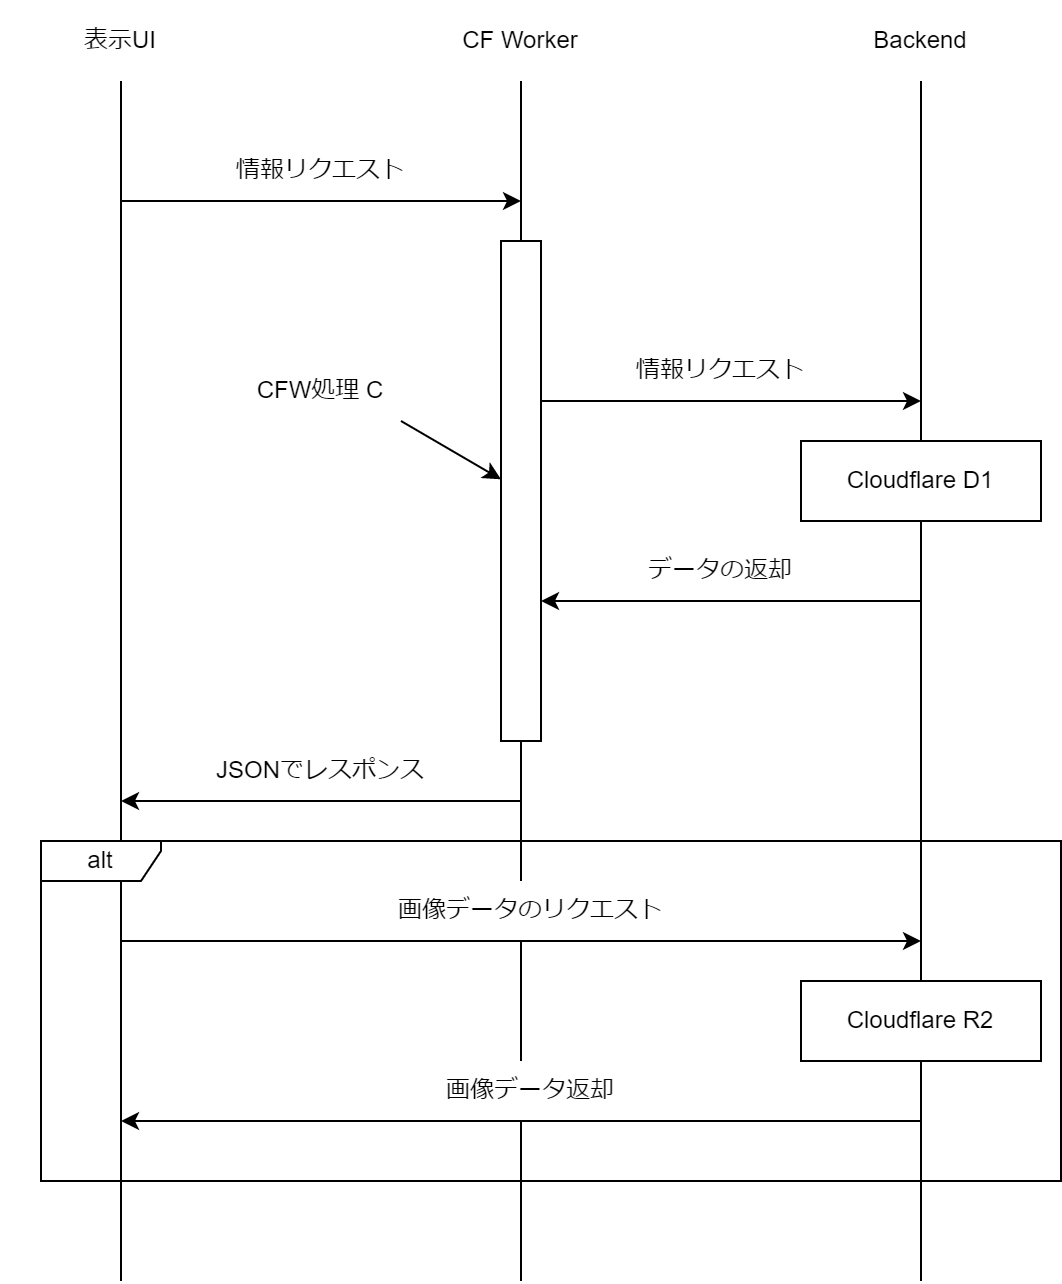 表示UI
CF Worker
Backend
情報リクエスト
情報リクエスト
CFW処理 C
Cloudflare D1
データの返却
JSONでレスポンス
alt
画像データのリクエスト
Cloudflare R2
画像データ返却